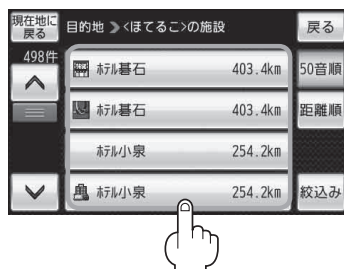 現在地に
戻る
目的地 》<ほてるこ>の施設
戻る
498件
ﾎﾃﾙ碁石 403.4km
50音順
ﾎﾃﾙ碁石 403.4km
距離順
ﾎﾃﾙ小泉 254.2km
ﾎﾃﾙ小泉 254.2km
絞込み